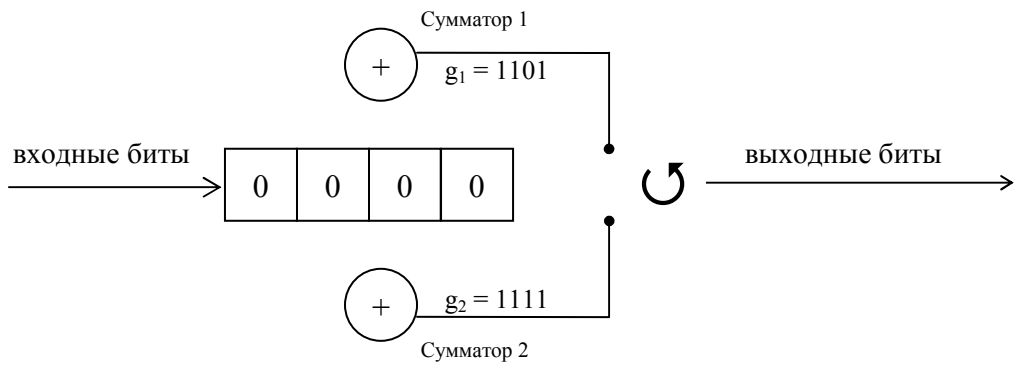 Сумматор 1
+
g₁ = 1101
входные биты
0 0 0 0
выходные биты
+
g₂ = 1111
Сумматор 2